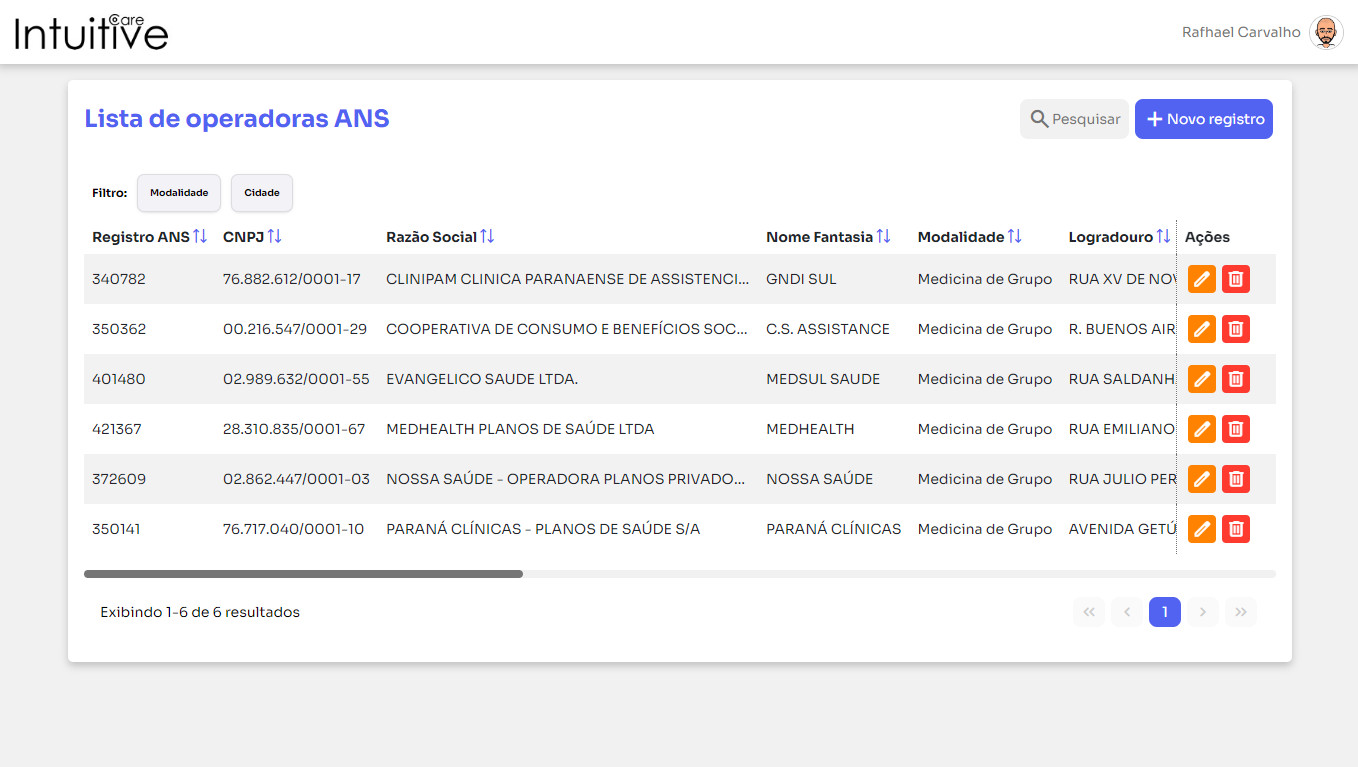 Intuitive Care
Rafhael Carvalho
Lista de operadoras ANS
Pesquisar
Novo registro
Filtro: Modalidade Cidade
Registro ANS CNPJ Razão Social Nome Fantasia Modalidade Logradouro Ações
340782 76.882.612/0001-17 CLINIPAM CLINICA PARANAENSE DE ASSISTENCI... GNDI SUL Medicina de Grupo RUA XV DE NOV
350362 00.216.547/0001-29 COOPERATIVA DE CONSUMO E BENEFÍCIOS SOC... C.S. ASSISTANCE Medicina de Grupo R. BUENOS AIR
401480 02.989.632/0001-55 EVANGELICO SAUDE LTDA. MEDSUL SAUDE Medicina de Grupo RUA SALDANH
421367 28.310.835/0001-67 MEDHEALTH PLANOS DE SAÚDE LTDA MEDHEALTH Medicina de Grupo RUA EMILIANO
372609 02.862.447/0001-03 NOSSA SAÚDE - OPERADORA PLANOS PRIVADO... NOSSA SAÚDE Medicina de Grupo RUA JULIO PER
350141 76.717.040/0001-10 PARANÁ CLÍNICAS - PLANOS DE SAÚDE S/A PARANÁ CLÍNICAS Medicina de Grupo AVENIDA GETÚ
Exibindo 1-6 de 6 resultados
1